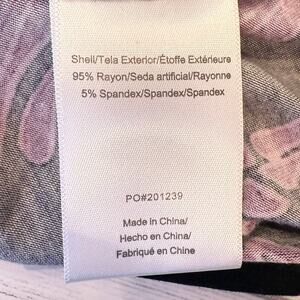 Shell/Tela Exterior/Étoffe Extérieure
95% Rayon/Seda artificial/Rayonne
5% Spandex/Spandex/Spandex
PO#201239
Made in China/
Hecho en China/
Fabriqué en Chine